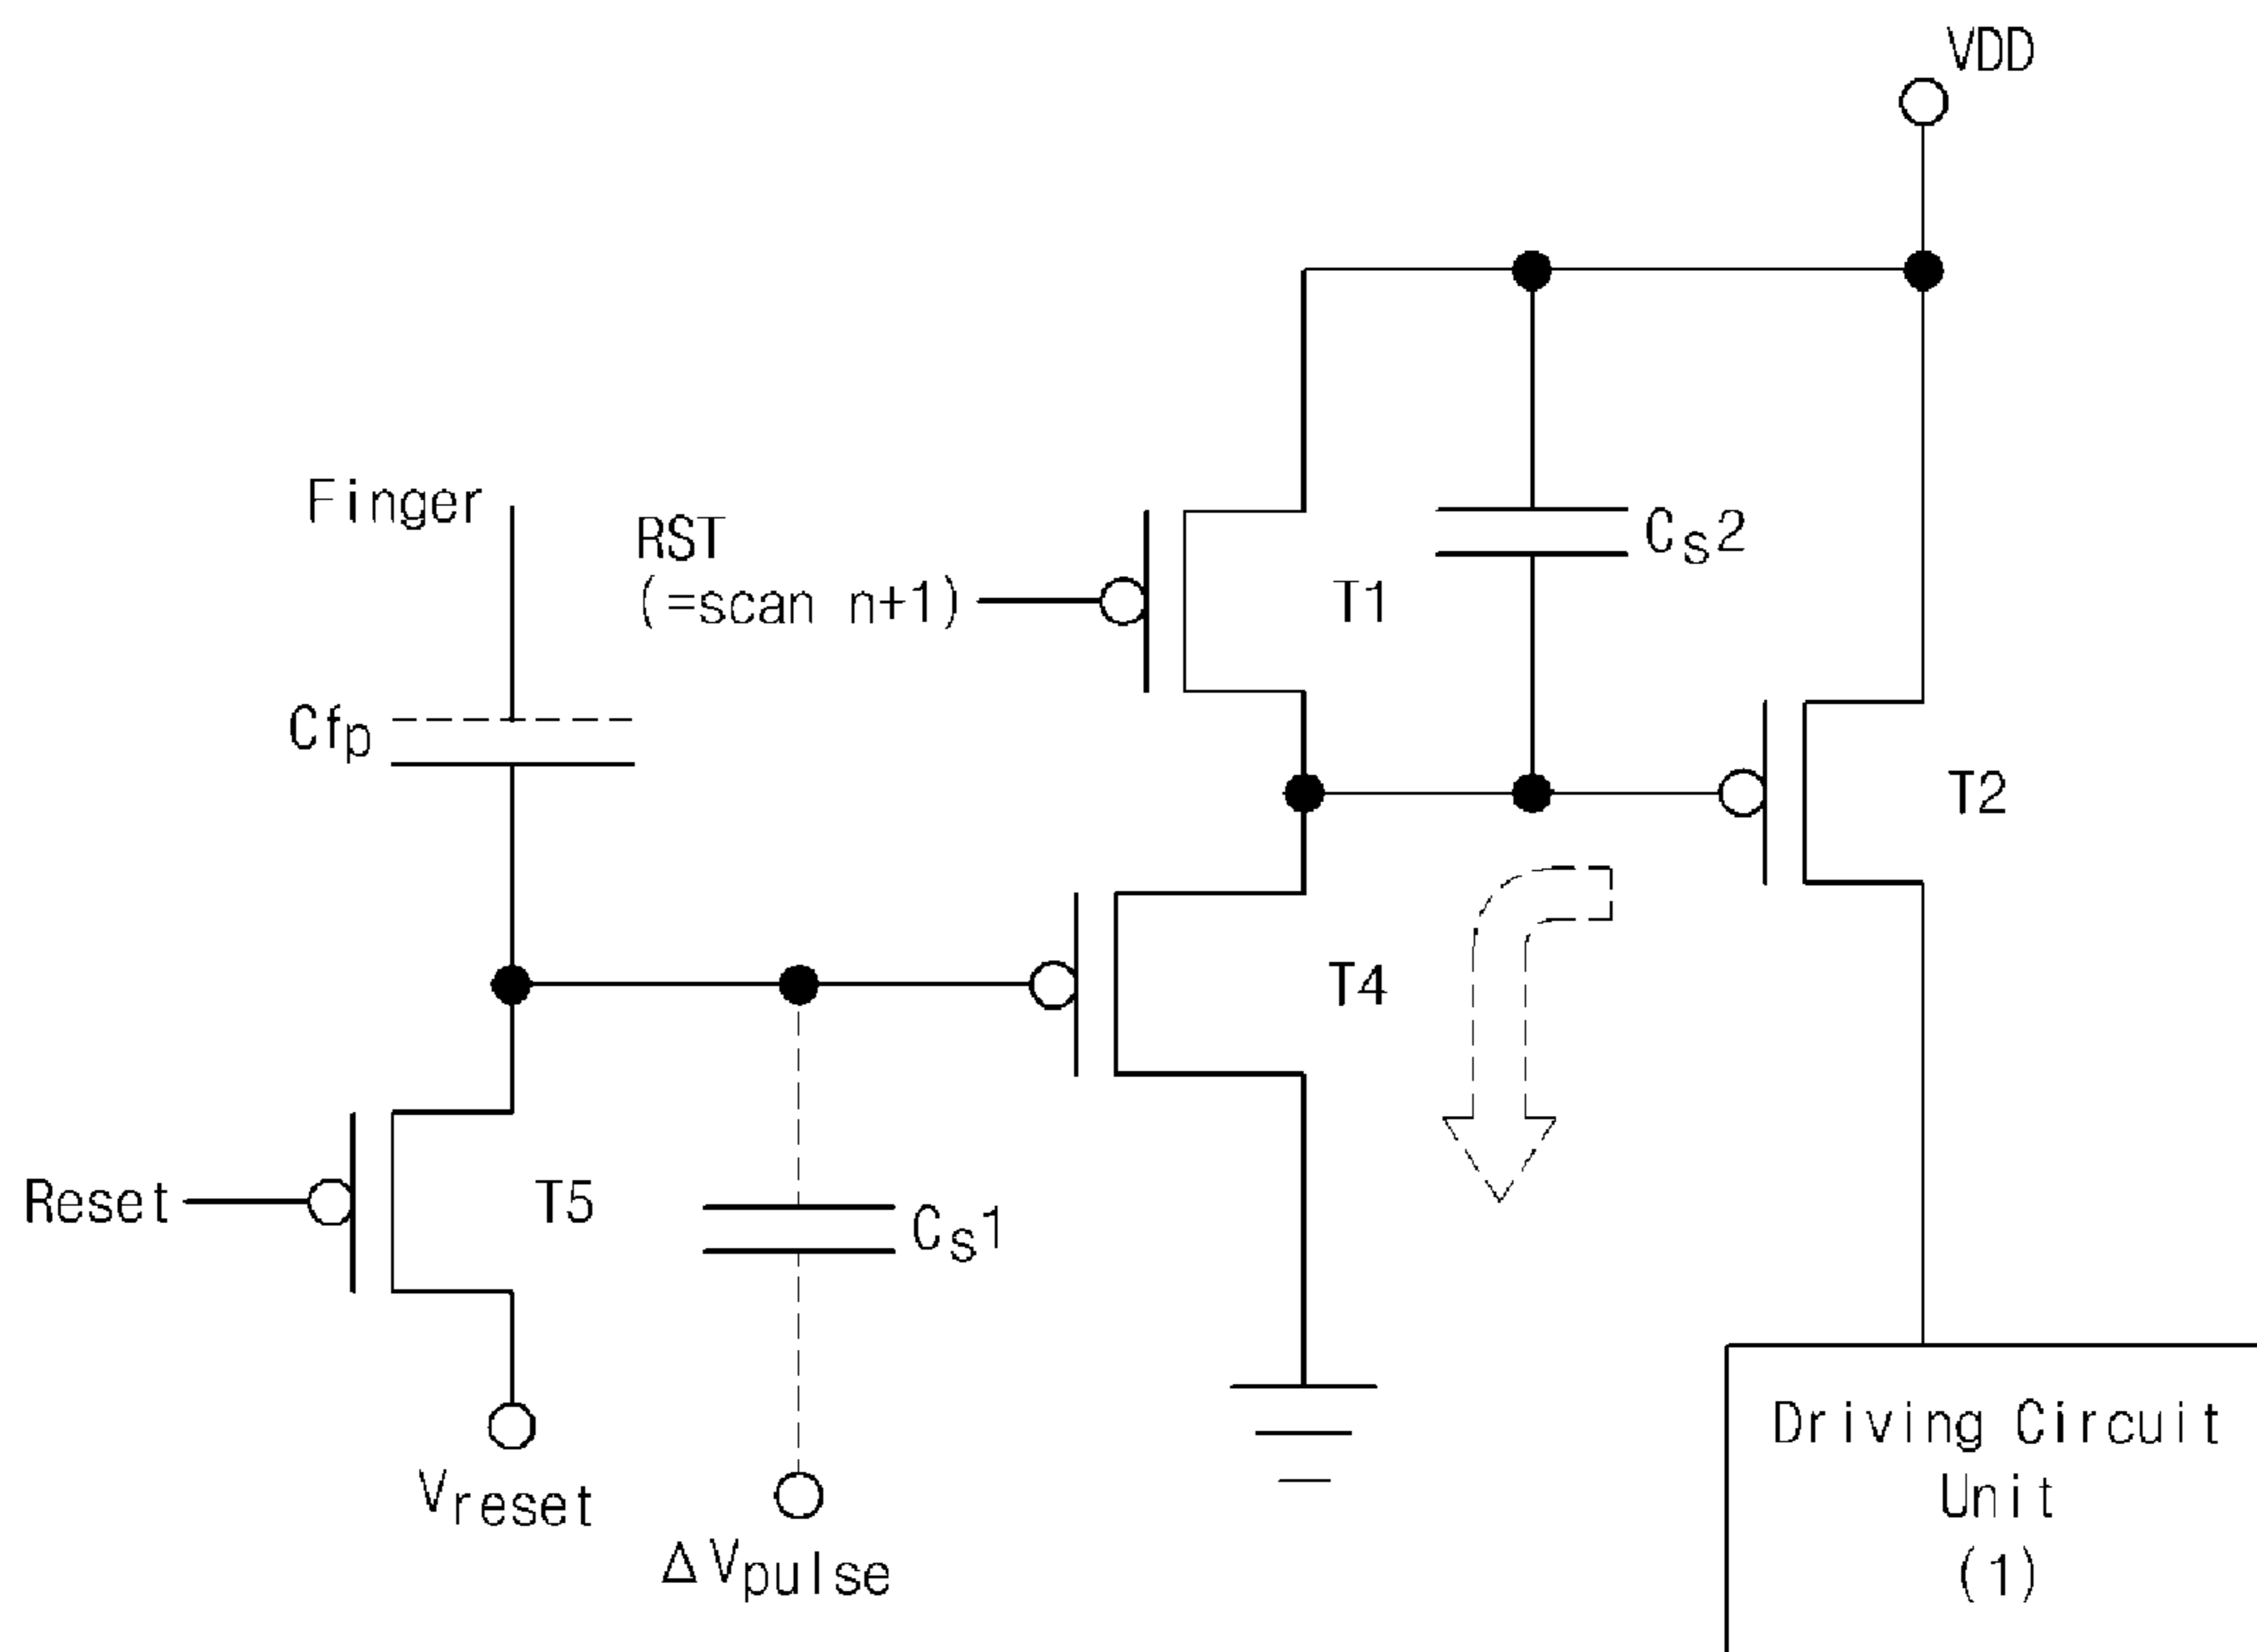 VDD
Finger
RST
(=scan n+1)
T1
Cs2
Cfp
T2
T4
Reset
T5
Cs1
Vreset
ΔVpulse
Driving Circuit
Unit
(1)